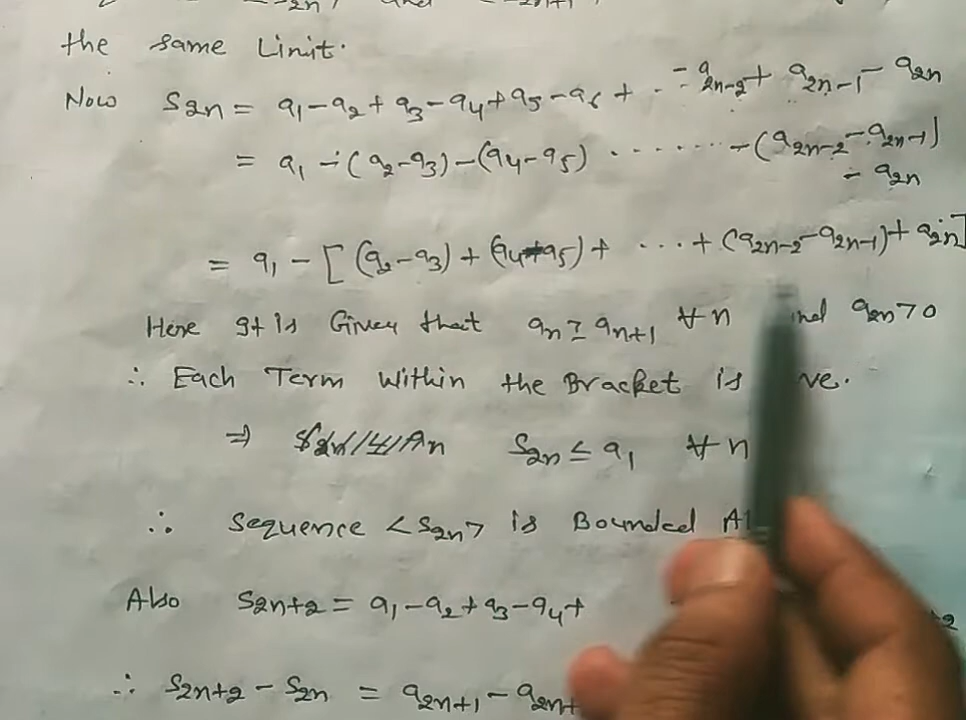 the same Limit.
Now S2n = a1 - a2 + a3 - a4 + a5 - a6 + ... - a2n-2 + a2n-1 - a2n
= a1 - (a2 - a3) - (a4 - a5) ....... - (a2n-2 - a2n-1)
- a2n
= a1 - [(a2 - a3) + (a4 - a5) + ... + (a2n-2 - a2n-1) + a2n]
Here It is Given that an ≥ an+1 ∀ n a2n > 0
∴ Each Term Within the Bracket is ve.
⇒ S2n ≤ a1 ∀ n
∴ Sequence <S2n> is Bounded
Also S2n+2 = a1 - a2 + a3 - a4 +
∴ S2n+2 - S2n = a2n+1 -